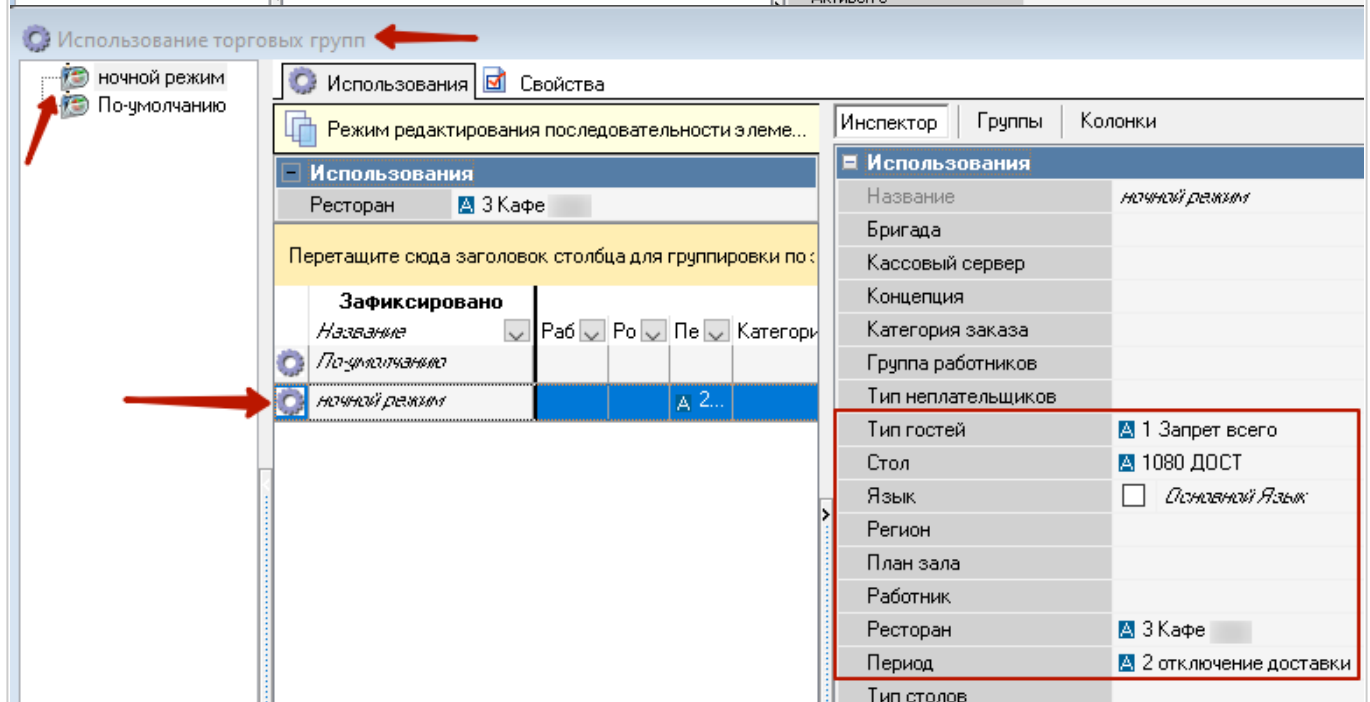 Использование торговых групп
ночной режим
По-умолчанию
Использования
Свойства
Режим редактирования последовательности элеме...
Использования
Ресторан
3 Кафе
Перетащите сюда заголовок столбца для группировки по
Зафиксировано
Название
Раб
Ро
Пе
Категори
По-умолчанию
ночной режим
2...
Инспектор
Группы
Колонки
Использования
Название
ночной режим
Бригада
Кассовый сервер
Концепция
Категория заказа
Группа работников
Тип неплательщиков
Тип гостей
1 Запрет всего
Стол
1080 ДОСТ
Язык
Основной Язык
Регион
План зала
Работник
Ресторан
3 Кафе
Период
2 отключение доставки
Тип столов